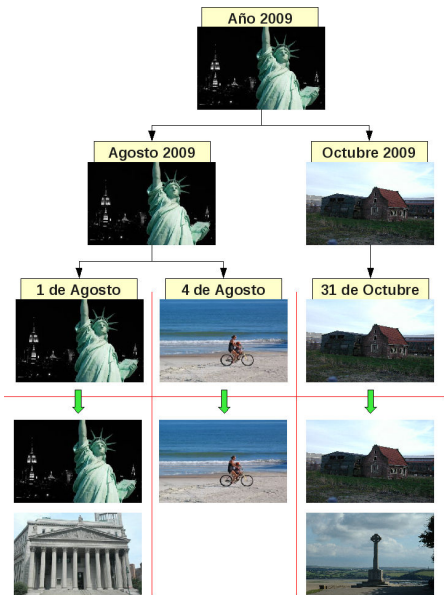 Año 2009
Agosto 2009
Octubre 2009
1 de Agosto
4 de Agosto
31 de Octubre